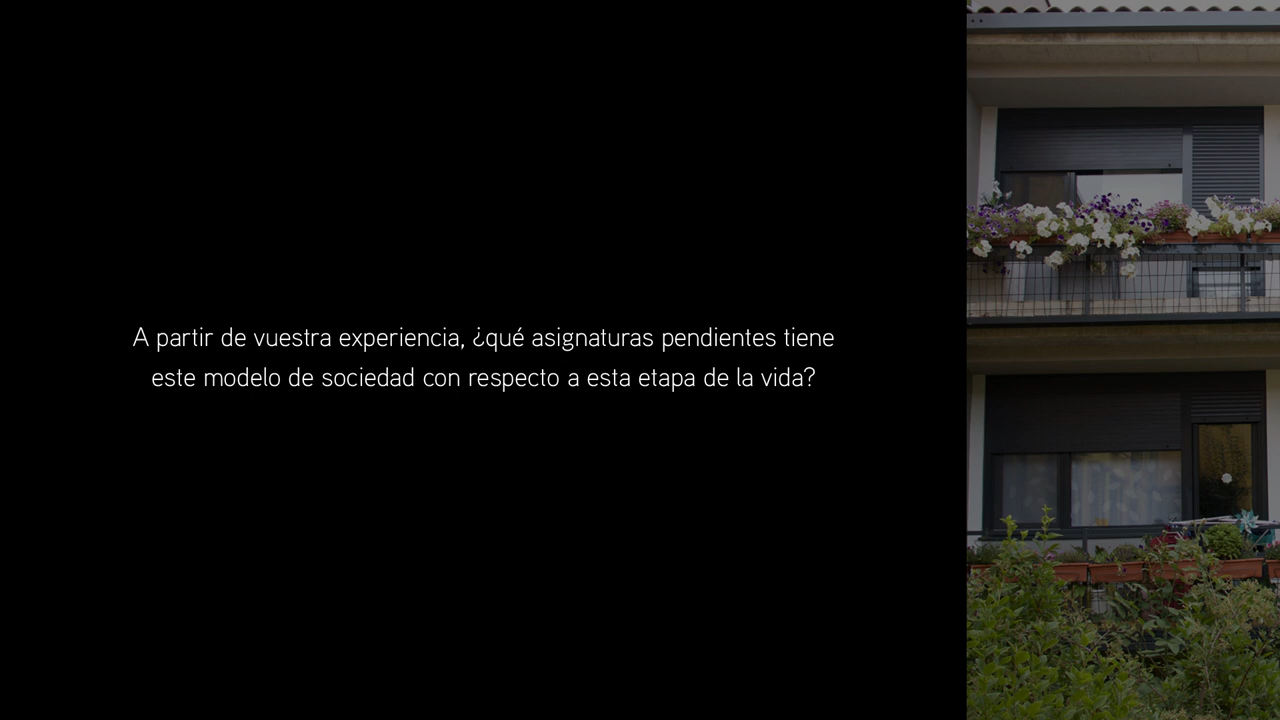 A partir de vuestra experiencia, ¿qué asignaturas pendientes tiene
este modelo de sociedad con respecto a esta etapa de la vida?